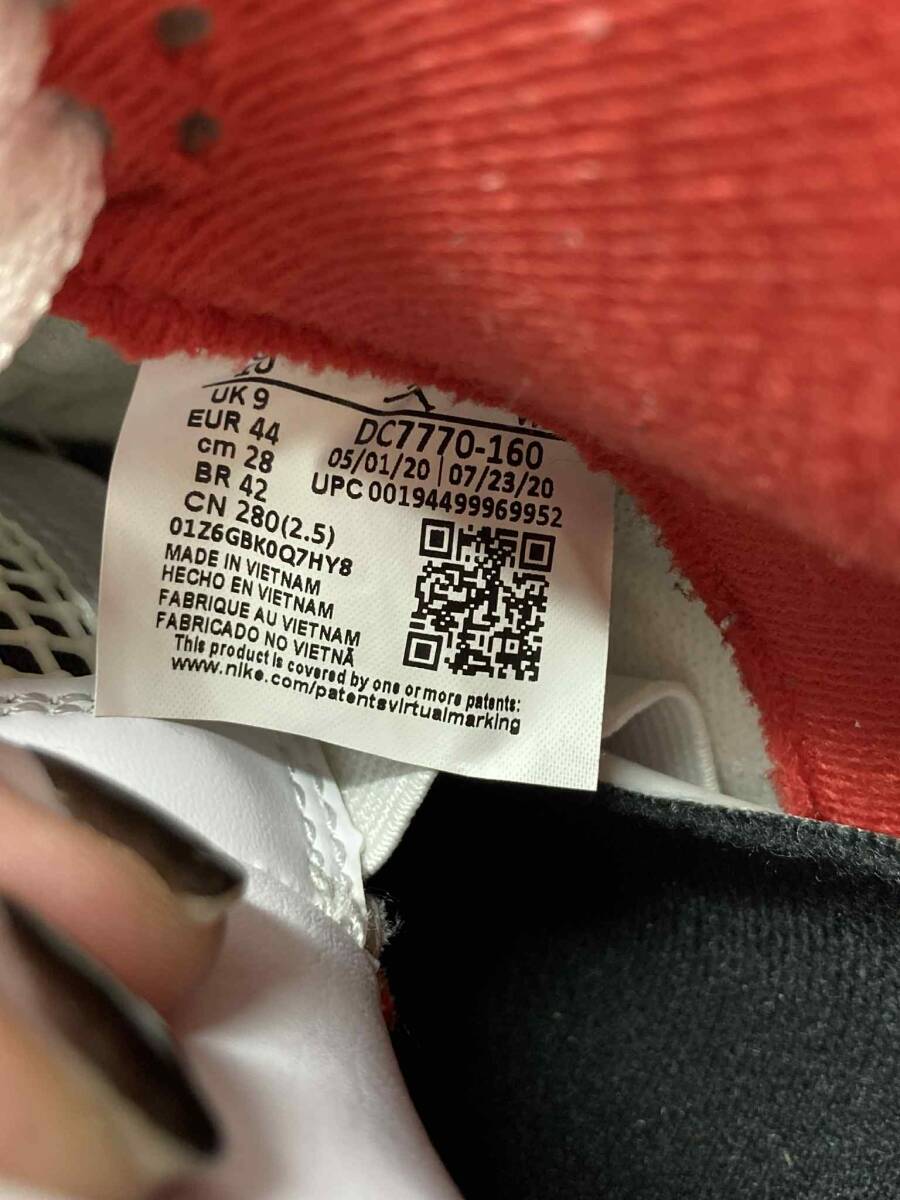 UK 9
EUR 44
cm 28
BR 42
CN 280(2.5)
01Z6GBK0Q7HY8
DC7770-160
05/01/20 07/23/20
UPC 00194499969952
MADE IN VIETNAM
HECHO EN VIETNAM
FABRIQUE AU VIETNAM
FABRICADO NO VIETNÃ
This product is covered by one or more patents:
www.nike.com/patentsvirtualmarking